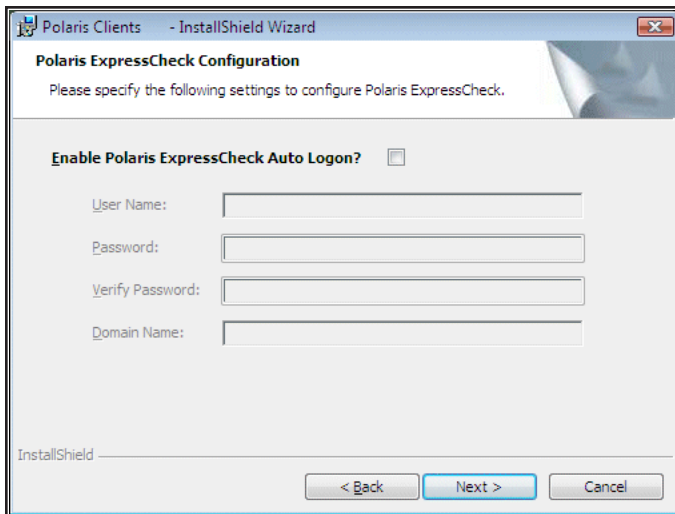 Polaris Clients - InstallShield Wizard
Polaris ExpressCheck Configuration
Please specify the following settings to configure Polaris ExpressCheck.
Enable Polaris ExpressCheck Auto Logon?
User Name:
Password:
Verify Password:
Domain Name:
InstallShield
< Back Next > Cancel